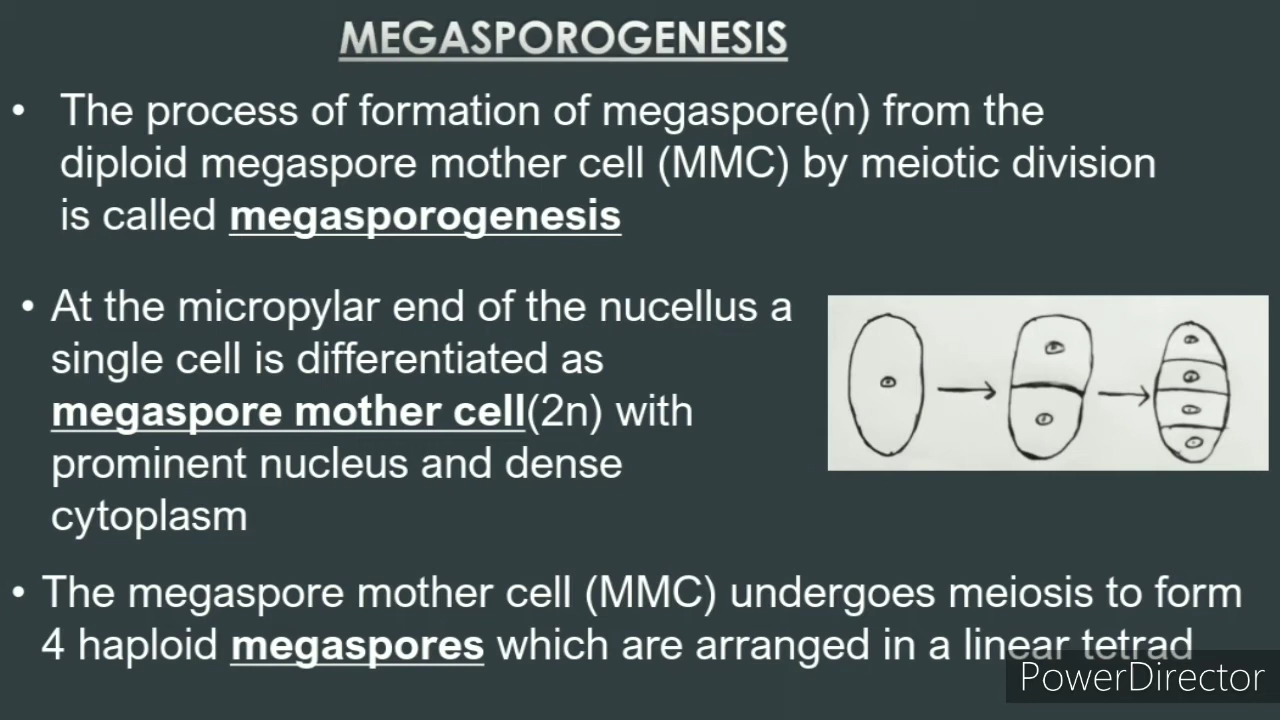 MEGASPOROGENESIS
• The process of formation of megaspore(n) from the
diploid megaspore mother cell (MMC) by meiotic division
is called megasporogenesis
• At the micropylar end of the nucellus a
single cell is differentiated as
megaspore mother cell(2n) with
prominent nucleus and dense
cytoplasm
• The megaspore mother cell (MMC) undergoes meiosis to form
4 haploid megaspores which are arranged in a linear tetrad
PowerDirector